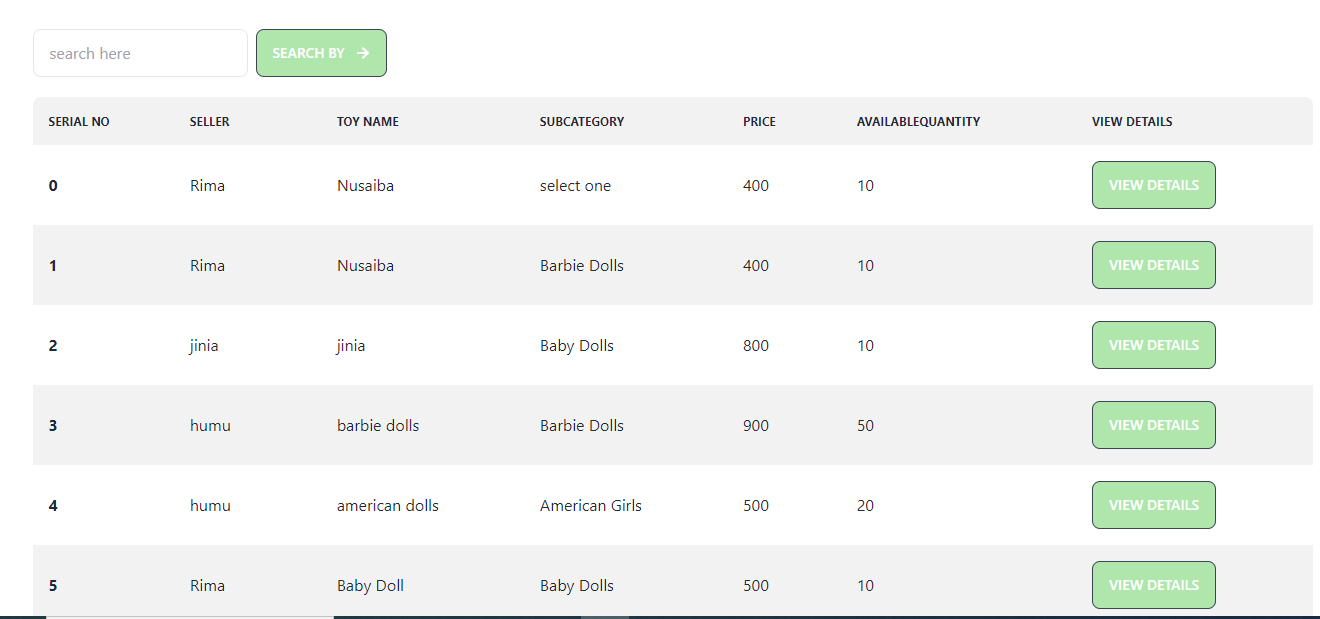 search here SEARCH BY →
SERIAL NO SELLER TOY NAME SUBCATEGORY PRICE AVAILABLEQUANTITY VIEW DETAILS
0 Rima Nusaiba select one 400 10 VIEW DETAILS
1 Rima Nusaiba Barbie Dolls 400 10 VIEW DETAILS
2 jinia jinia Baby Dolls 800 10 VIEW DETAILS
3 humu barbie dolls Barbie Dolls 900 50 VIEW DETAILS
4 humu american dolls American Girls 500 20 VIEW DETAILS
5 Rima Baby Doll Baby Dolls 500 10 VIEW DETAILS